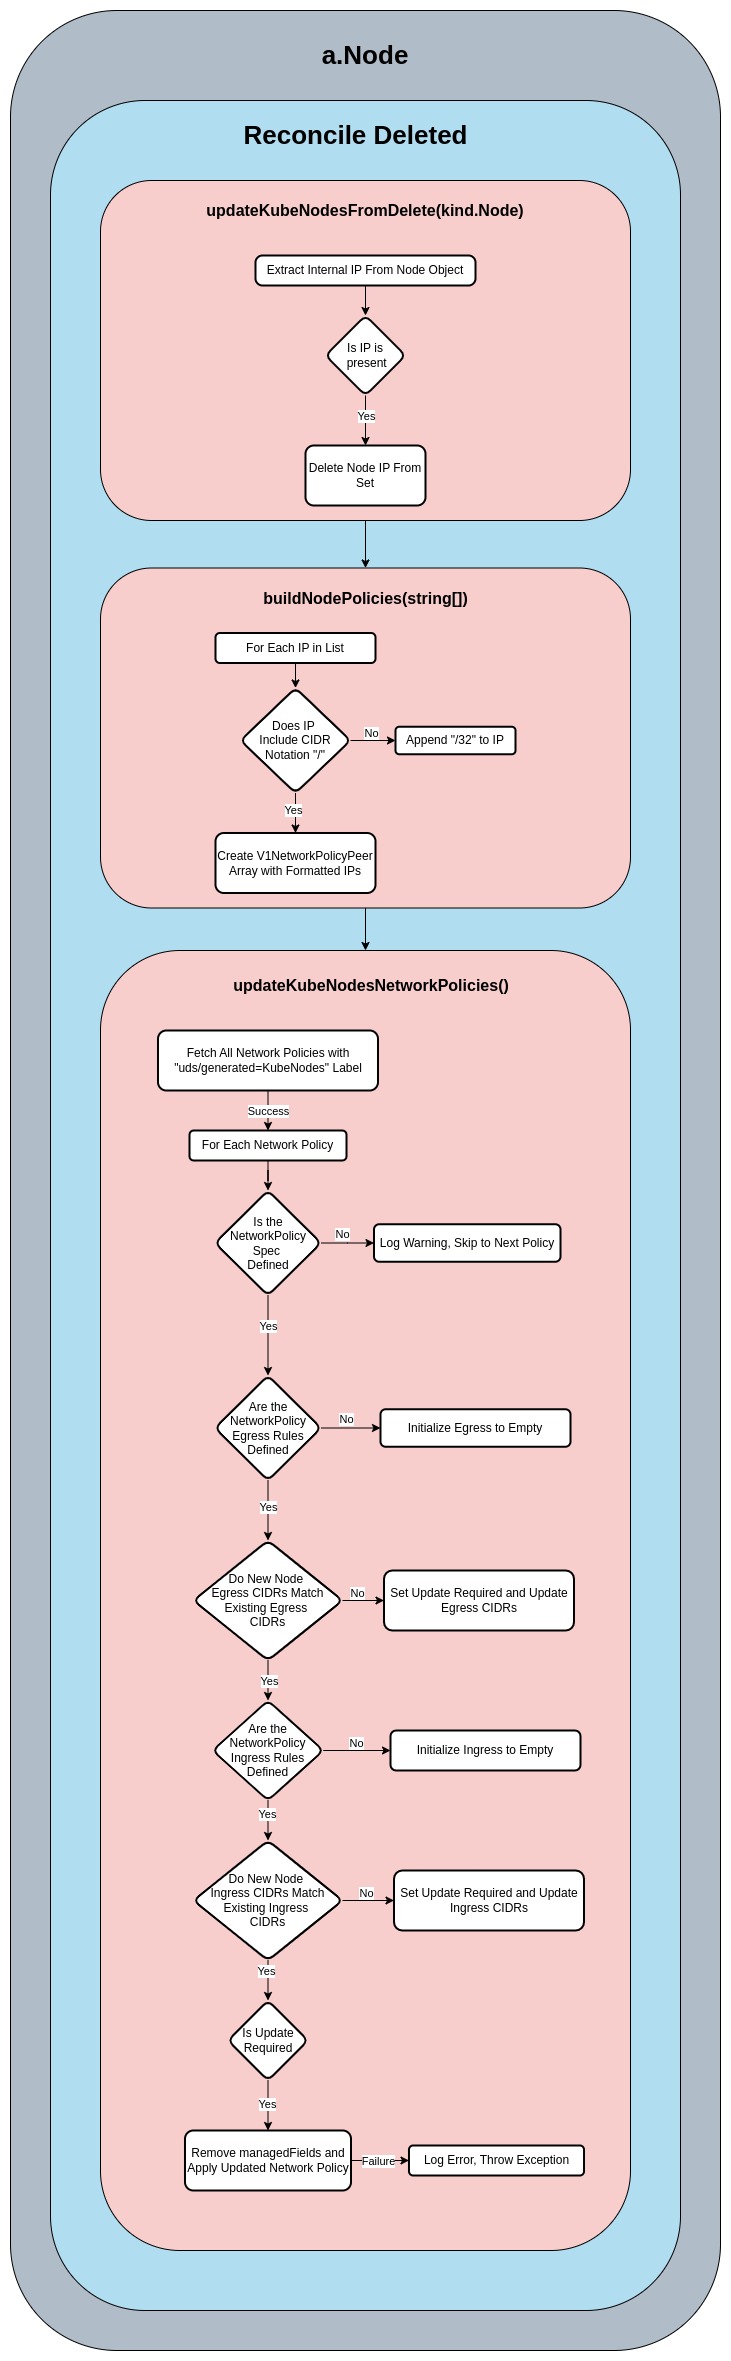 a.Node
Reconcile Deleted
updateKubeNodesFromDelete(kind.Node)
Extract Internal IP From Node Object
Is IP is
present
Yes
Delete Node IP From
Set
buildNodePolicies(string[])
For Each IP in List
Does IP
Include CIDR
Notation "/"
No
Append "/32" to IP
Yes
Create V1NetworkPolicyPeer
Array with Formatted IPs
updateKubeNodesNetworkPolicies()
Fetch All Network Policies with
"uds/generated=KubeNodes" Label
Success
For Each Network Policy
Is the
NetworkPolicy
Spec
Defined
No
Log Warning, Skip to Next Policy
Yes
Are the
NetworkPolicy
Egress Rules
Defined
No
Initialize Egress to Empty
Yes
Do New Node
Egress CIDRs Match
Existing Egress
CIDRs
No
Set Update Required and Update
Egress CIDRs
Yes
Are the
NetworkPolicy
Ingress Rules
Defined
No
Initialize Ingress to Empty
Yes
Do New Node
Ingress CIDRs Match
Existing Ingress
CIDRs
No
Set Update Required and Update
Ingress CIDRs
Yes
Is Update
Required
Yes
Remove managedFields and
Apply Updated Network Policy
Failure
Log Error, Throw Exception